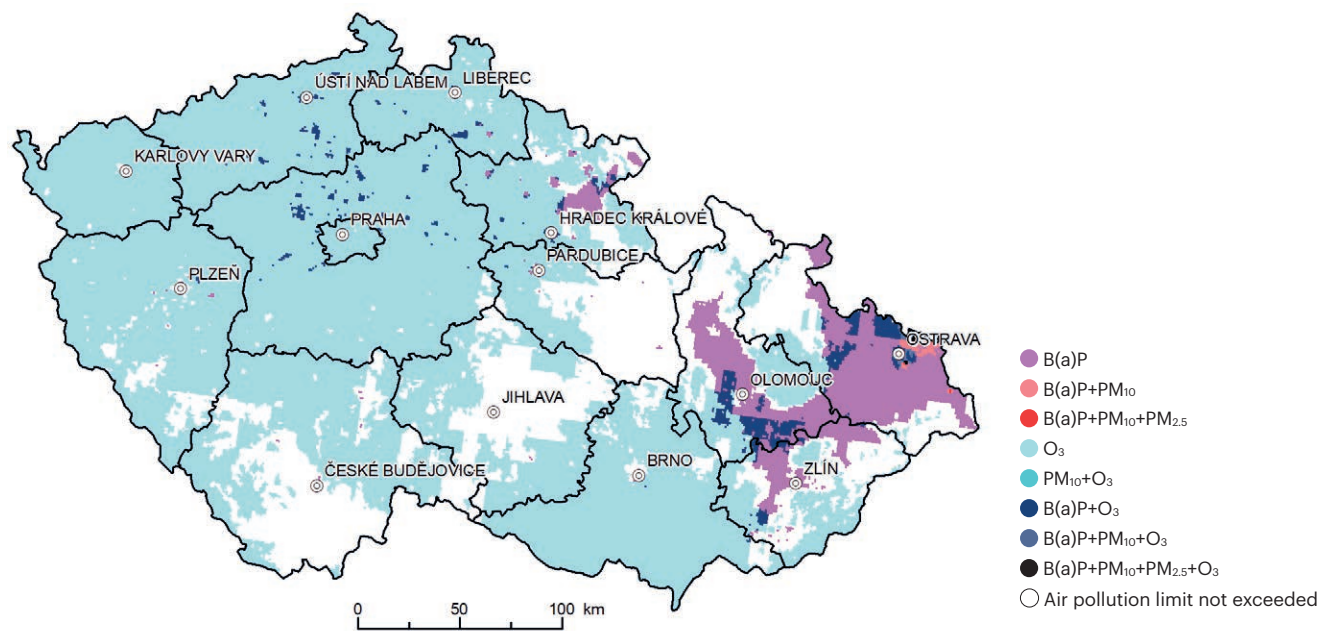 ÚSTÍ NAD LABEM
LIBEREC
KARLOVY VARY
PRAHA
HRADEC KRÁLOVÉ
PARDUBICE
PLZEŇ
OSTRAVA
OLOMOUC
JIHLAVA
ČESKÉ BUDĚJOVICE
BRNO
ZLÍN
0 50 100 km
B(a)P
B(a)P+PM₁₀
B(a)P+PM₁₀+PM₂.₅
O₃
PM₁₀+O₃
B(a)P+O₃
B(a)P+PM₁₀+O₃
B(a)P+PM₁₀+PM₂.₅+O₃
Air pollution limit not exceeded